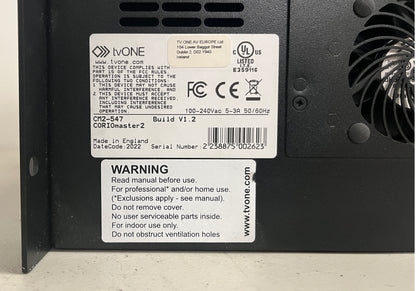 tvONE
www.tvone.com
THIS DEVICE COMPLIES WITH
PART 15 OF THE FCC RULES
OPERATION IS SUBJECT TO
THE FOLLOWING CONDITIONS
1 THIS DEVICE MAY NOT CAUSE
HARMFUL INTERFERENCE, AND
2 THIS DEVICE MUST ACCEPT
ANY INTERFERENCE RECEIVED,
INCLUDING INTERFERENCE
THAT MAY CAUSE UNDESIRED
OPERATION
TV ONE AV EUROPE Ltd
104 Lower Baggot Street
Dublin 2, D02 Y940
Ireland
c UL US
LISTED
E359116
FC CE
100-240Vac 5-3A 50/60Hz
CM2-547 Build V1.2
CORIOmaster2
Made in England
DateCode: 2022 Serial Number: 2238875002623
WARNING
Read manual before use.
For professional* and/or home use.
(*Exclusions apply - see manual).
Do not remove cover.
No user serviceable parts inside.
For indoor use only.
Do not obstruct ventilation holes
www.tvone.com